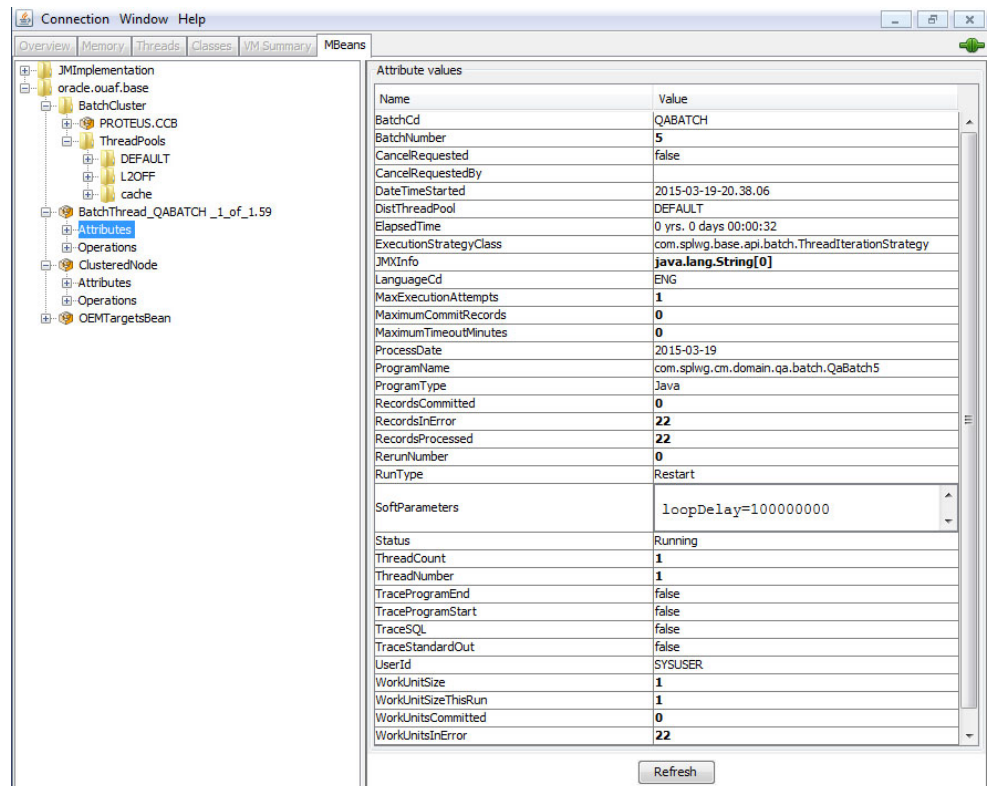 Connection Window Help
Overview Memory Threads Classes VM Summary MBeans
JMImplementation
oracle.ouaf.base
BatchCluster
PROTEUS.CCB
ThreadPools
DEFAULT
L2OFF
cache
BatchThread_QABATCH _1_of_1.59
Attributes
Operations
ClusteredNode
Attributes
Operations
OEMTargetsBean
Attribute values
Name Value
BatchCd QABATCH
BatchNumber 5
CancelRequested false
CancelRequestedBy
DateTimeStarted 2015-03-19-20.38.06
DistThreadPool DEFAULT
ElapsedTime 0 yrs. 0 days 00:00:32
ExecutionStrategyClass com.splwg.base.api.batch.ThreadIterationStrategy
JMXInfo java.lang.String[0]
LanguageCd ENG
MaxExecutionAttempts 1
MaximumCommitRecords 0
MaximumTimeoutMinutes 0
ProcessDate 2015-03-19
ProgramName com.splwg.cm.domain.qa.batch.QaBatch5
ProgramType Java
RecordsCommitted 0
RecordsInError 22
RecordsProcessed 22
RerunNumber 0
RunType Restart
SoftParameters loopDelay=100000000
Status Running
ThreadCount 1
ThreadNumber 1
TraceProgramEnd false
TraceProgramStart false
TraceSQL false
TraceStandardOut false
UserId SYSUSER
WorkUnitSize 1
WorkUnitSizeThisRun 1
WorkUnitsCommitted 0
WorkUnitsInError 22
Refresh